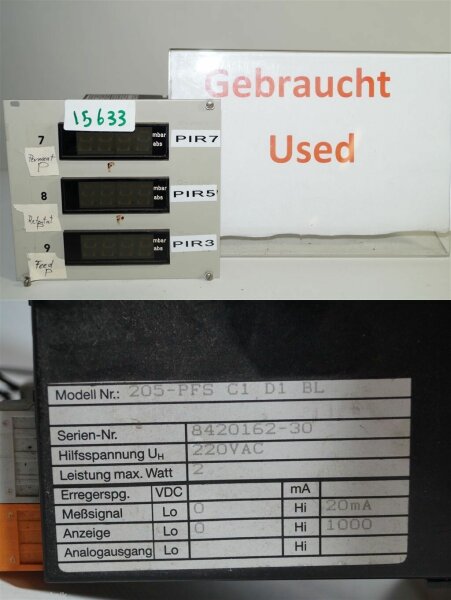 Gebraucht
Used
15633
7 mbar abs PIR7
Permeat P
8 mbar abs PIR5
P
9 mbar abs PIR3
Feed P
Modell Nr.: 205-PFS C1 D1 BL
Serien-Nr. 8420162-30
Hilfsspannung UH 220VAC
Leistung max. Watt 2
Erregerspg. VDC mA
Meßsignal Lo 0 Hi 20mA
Anzeige Lo 0 Hi 1000
Analogausgang Lo Hi